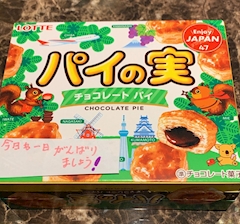 LOTTE
Enjoy
JAPAN
47
パイの実
チョコレートパイ
CHOCOLATE PIE
NAGASAKI
KUMAMOTO
今日も一日
がんばり
ましょう!
チョコレート菓子